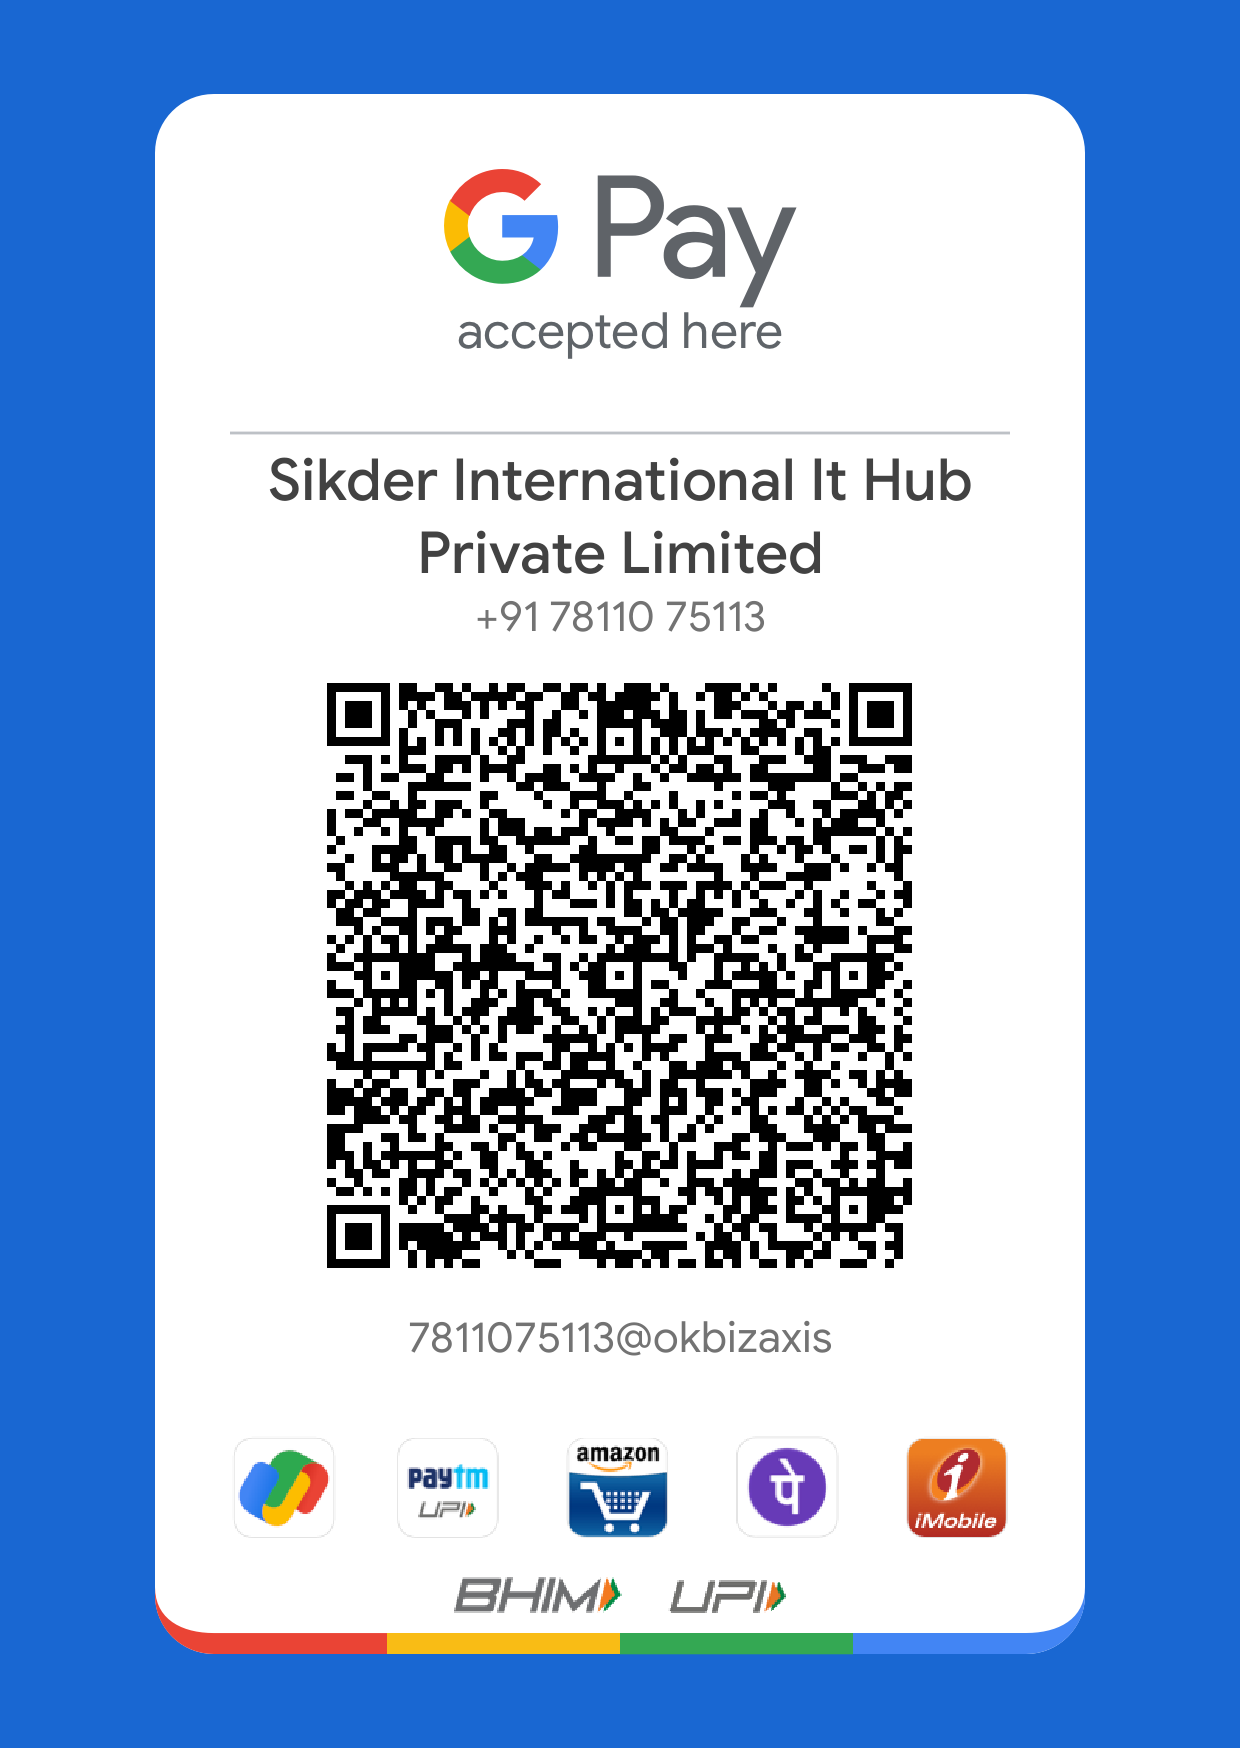 G Pay
accepted here
Sikder International It Hub
Private Limited
+91 78110 75113
7811075113@okbizaxis
paytm
UPI
amazon
पे
i
iMobile
BHIM UPI